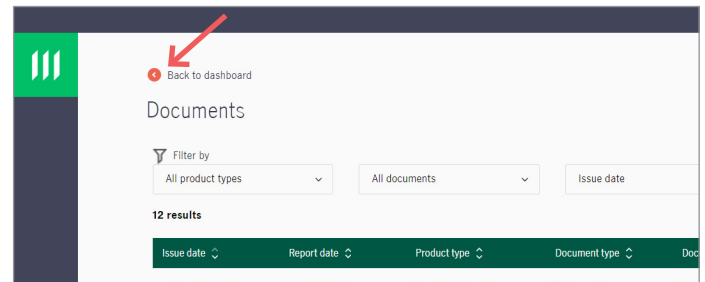 Back to dashboard
Documents
Filter by
All product types All documents Issue date
12 results
Issue date Report date Product type Document type Doc